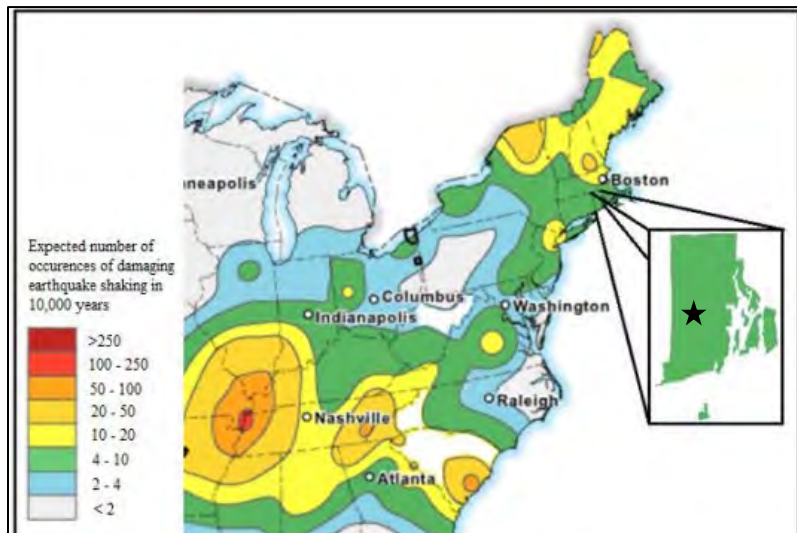 nneapolis
Boston
Expected number of
occurences of damaging
earthquake shaking in
10,000 years
>250
100 - 250
50 - 100
20 - 50
10 - 20
4 - 10
2 - 4
< 2
Columbus
Washington
Indianapolis
Raleigh
Nashville
Atlanta